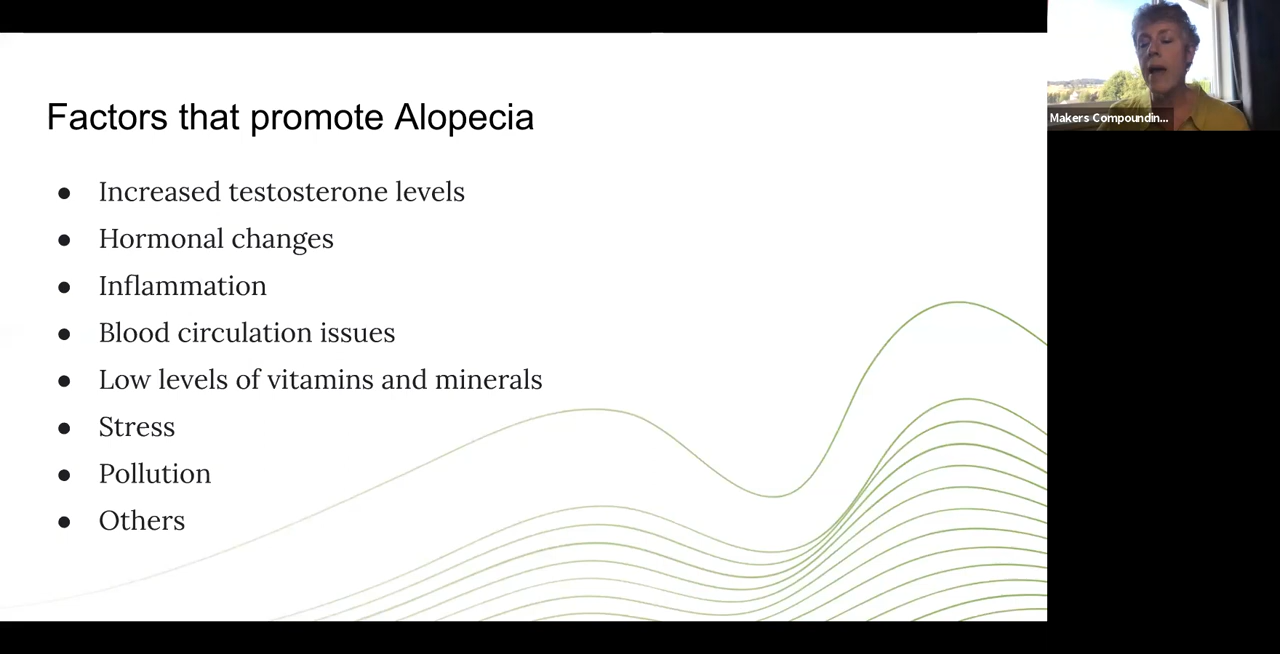 Factors that promote Alopecia
● Increased testosterone levels
● Hormonal changes
● Inflammation
● Blood circulation issues
● Low levels of vitamins and minerals
● Stress
● Pollution
● Others
Makers Compoundin...